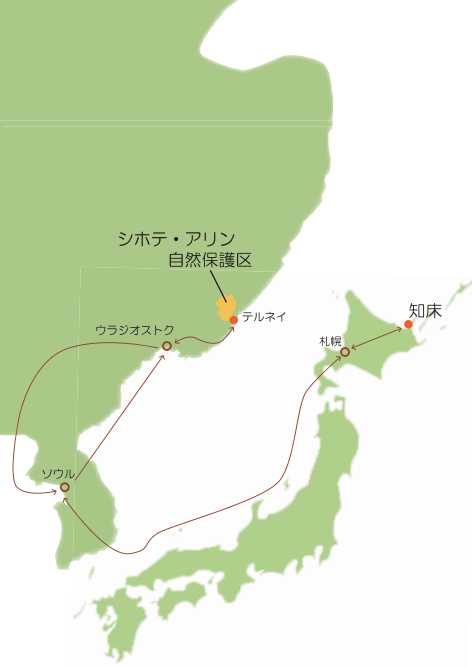 シホテ・アリン
自然保護区
テルネイ
知床
ウラジオストク
札幌
ソウル